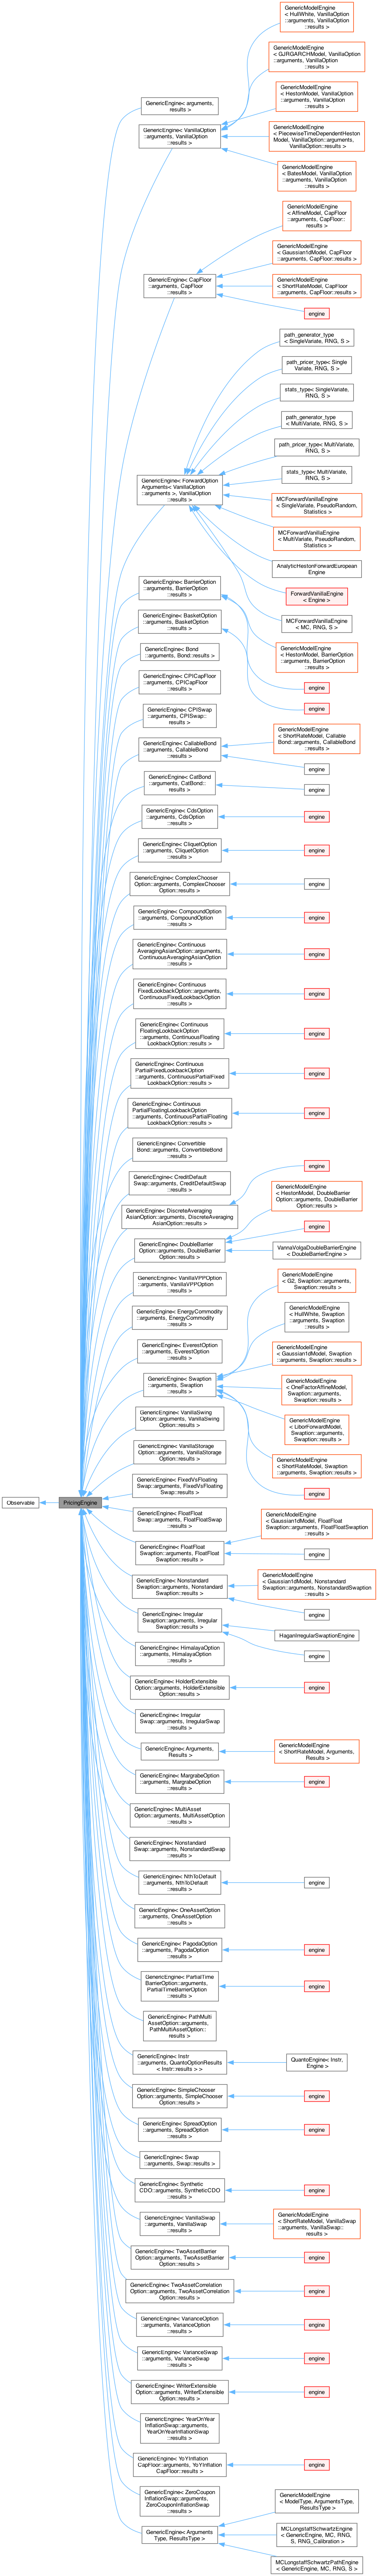 Observable
PricingEngine
GenericEngine< arguments,
results >
GenericEngine< VanillaOption
::arguments, VanillaOption
::results >
GenericEngine< CapFloor
::arguments, CapFloor
::results >
GenericEngine< ForwardOption
Arguments< VanillaOption
::arguments >, VanillaOption
::results >
GenericEngine< BarrierOption
::arguments, BarrierOption
::results >
GenericEngine< BasketOption
::arguments, BasketOption
::results >
GenericEngine< Bond
::arguments, Bond::results >
GenericEngine< CPICapFloor
::arguments, CPICapFloor
::results >
GenericEngine< CPISwap
::arguments, CPISwap::
results >
GenericEngine< CallableBond
::arguments, CallableBond
::results >
GenericEngine< CatBond
::arguments, CatBond::
results >
GenericEngine< CdsOption
::arguments, CdsOption
::results >
GenericEngine< CliquetOption
::arguments, CliquetOption
::results >
GenericEngine< ComplexChooser
Option::arguments, ComplexChooser
Option::results >
GenericEngine< CompoundOption
::arguments, CompoundOption
::results >
GenericEngine< Continuous
AveragingAsianOption::arguments,
ContinuousAveragingAsianOption
::results >
GenericEngine< Continuous
FixedLookbackOption::arguments,
ContinuousFixedLookbackOption
::results >
GenericEngine< Continuous
FloatingLookbackOption
::arguments, ContinuousFloating
LookbackOption::results >
GenericEngine< Continuous
PartialFixedLookbackOption
::arguments, ContinuousPartialFixed
LookbackOption::results >
GenericEngine< Continuous
PartialFloatingLookbackOption
::arguments, ContinuousPartialFloating
LookbackOption::results >
GenericEngine< Convertible
Bond::arguments, ConvertibleBond
::results >
GenericEngine< CreditDefault
Swap::arguments, CreditDefaultSwap
::results >
GenericEngine< DiscreteAveraging
AsianOption::arguments, DiscreteAveraging
AsianOption::results >
GenericEngine< DoubleBarrier
Option::arguments, DoubleBarrier
Option::results >
GenericEngine< VanillaVPPOption
::arguments, VanillaVPPOption
::results >
GenericEngine< EnergyCommodity
::arguments, EnergyCommodity
::results >
GenericEngine< EverestOption
::arguments, EverestOption
::results >
GenericEngine< Swaption
::arguments, Swaption
::results >
GenericEngine< VanillaSwing
Option::arguments, VanillaSwing
Option::results >
GenericEngine< VanillaStorage
Option::arguments, VanillaStorage
Option::results >
GenericEngine< FixedVsFloating
Swap::arguments, FixedVsFloating
Swap::results >
GenericEngine< FloatFloat
Swap::arguments, FloatFloatSwap
::results >
GenericEngine< FloatFloat
Swaption::arguments, FloatFloat
Swaption::results >
GenericEngine< Nonstandard
Swaption::arguments, Nonstandard
Swaption::results >
GenericEngine< Irregular
Swaption::arguments, Irregular
Swaption::results >
GenericEngine< HimalayaOption
::arguments, HimalayaOption
::results >
GenericEngine< HolderExtensible
Option::arguments, HolderExtensible
Option::results >
GenericEngine< Irregular
Swap::arguments, IrregularSwap
::results >
GenericEngine< Arguments,
Results >
GenericEngine< MargrabeOption
::arguments, MargrabeOption
::results >
GenericEngine< MultiAsset
Option::arguments, MultiAssetOption
::results >
GenericEngine< Nonstandard
Swap::arguments, NonstandardSwap
::results >
GenericEngine< NthToDefault
::arguments, NthToDefault
::results >
GenericEngine< OneAssetOption
::arguments, OneAssetOption
::results >
GenericEngine< PagodaOption
::arguments, PagodaOption
::results >
GenericEngine< PartialTime
BarrierOption::arguments,
PartialTimeBarrierOption
::results >
GenericEngine< PathMulti
AssetOption::arguments,
PathMultiAssetOption::
results >
GenericEngine< Instr
::arguments, QuantoOptionResults
< Instr::results > >
GenericEngine< SimpleChooser
Option::arguments, SimpleChooser
Option::results >
GenericEngine< SpreadOption
::arguments, SpreadOption
::results >
GenericEngine< Swap
::arguments, Swap::results >
GenericEngine< Synthetic
CDO::arguments, SyntheticCDO
::results >
GenericEngine< VanillaSwap
::arguments, VanillaSwap
::results >
GenericEngine< TwoAssetBarrier
Option::arguments, TwoAssetBarrier
Option::results >
GenericEngine< TwoAssetCorrelation
Option::arguments, TwoAssetCorrelation
Option::results >
GenericEngine< VarianceOption
::arguments, VarianceOption
::results >
GenericEngine< VarianceSwap
::arguments, VarianceSwap
::results >
GenericEngine< WriterExtensible
Option::arguments, WriterExtensible
Option::results >
GenericEngine< YearOnYear
InflationSwap::arguments,
YearOnYearInflationSwap
::results >
GenericEngine< YoYInflation
CapFloor::arguments, YoYInflation
CapFloor::results >
GenericEngine< ZeroCoupon
InflationSwap::arguments,
ZeroCouponInflationSwap
::results >
GenericEngine< Arguments
Type, ResultsType >
GenericModelEngine
< HullWhite, VanillaOption
::arguments, VanillaOption
::results >
GenericModelEngine
< GJRGARCHModel, VanillaOption
::arguments, VanillaOption
::results >
GenericModelEngine
< HestonModel, VanillaOption
::arguments, VanillaOption
::results >
GenericModelEngine
< PiecewiseTimeDependentHeston
Model, VanillaOption::arguments,
VanillaOption::results >
GenericModelEngine
< BatesModel, VanillaOption
::arguments, VanillaOption
::results >
GenericModelEngine
< AffineModel, CapFloor
::arguments, CapFloor::
results >
GenericModelEngine
< Gaussian1dModel, CapFloor
::arguments, CapFloor::results >
GenericModelEngine
< ShortRateModel, CapFloor
::arguments, CapFloor::results >
engine
path_generator_type
< SingleVariate, RNG, S >
path_pricer_type< Single
Variate, RNG, S >
stats_type< SingleVariate,
RNG, S >
path_generator_type
< MultiVariate, RNG, S >
path_pricer_type< MultiVariate,
RNG, S >
stats_type< MultiVariate,
RNG, S >
MCForwardVanillaEngine
< SingleVariate, PseudoRandom,
Statistics >
MCForwardVanillaEngine
< MultiVariate, PseudoRandom,
Statistics >
AnalyticHestonForwardEuropean
Engine
ForwardVanillaEngine
< Engine >
MCForwardVanillaEngine
< MC, RNG, S >
GenericModelEngine
< HestonModel, BarrierOption
::arguments, BarrierOption
::results >
engine
engine
GenericModelEngine
< ShortRateModel, Callable
Bond::arguments, CallableBond
::results >
engine
engine
engine
engine
engine
engine
engine
engine
engine
engine
engine
engine
GenericModelEngine
< HestonModel, DoubleBarrier
Option::arguments, DoubleBarrier
Option::results >
engine
VannaVolgaDoubleBarrierEngine
< DoubleBarrierEngine >
GenericModelEngine
< G2, Swaption::arguments,
Swaption::results >
GenericModelEngine
< HullWhite, Swaption
::arguments, Swaption
::results >
GenericModelEngine
< Gaussian1dModel, Swaption
::arguments, Swaption::results >
GenericModelEngine
< OneFactorAffineModel,
Swaption::arguments,
Swaption::results >
GenericModelEngine
< LiborForwardModel,
Swaption::arguments,
Swaption::results >
GenericModelEngine
< ShortRateModel, Swaption
::arguments, Swaption::results >
engine
GenericModelEngine
< Gaussian1dModel, FloatFloat
Swaption::arguments, FloatFloatSwaption
::results >
engine
GenericModelEngine
< Gaussian1dModel, Nonstandard
Swaption::arguments, NonstandardSwaption
::results >
engine
HaganIrregularSwaptionEngine
engine
engine
GenericModelEngine
< ShortRateModel, Arguments,
Results >
engine
engine
engine
engine
QuantoEngine< Instr,
Engine >
engine
engine
engine
GenericModelEngine
< ShortRateModel, VanillaSwap
::arguments, VanillaSwap::
results >
engine
engine
engine
engine
engine
engine
GenericModelEngine
< ModelType, ArgumentsType,
ResultsType >
MCLongstaffSchwartzEngine
< GenericEngine, MC, RNG,
S, RNG_Calibration >
MCLongstaffSchwartzPathEngine
< GenericEngine, MC, RNG, S >